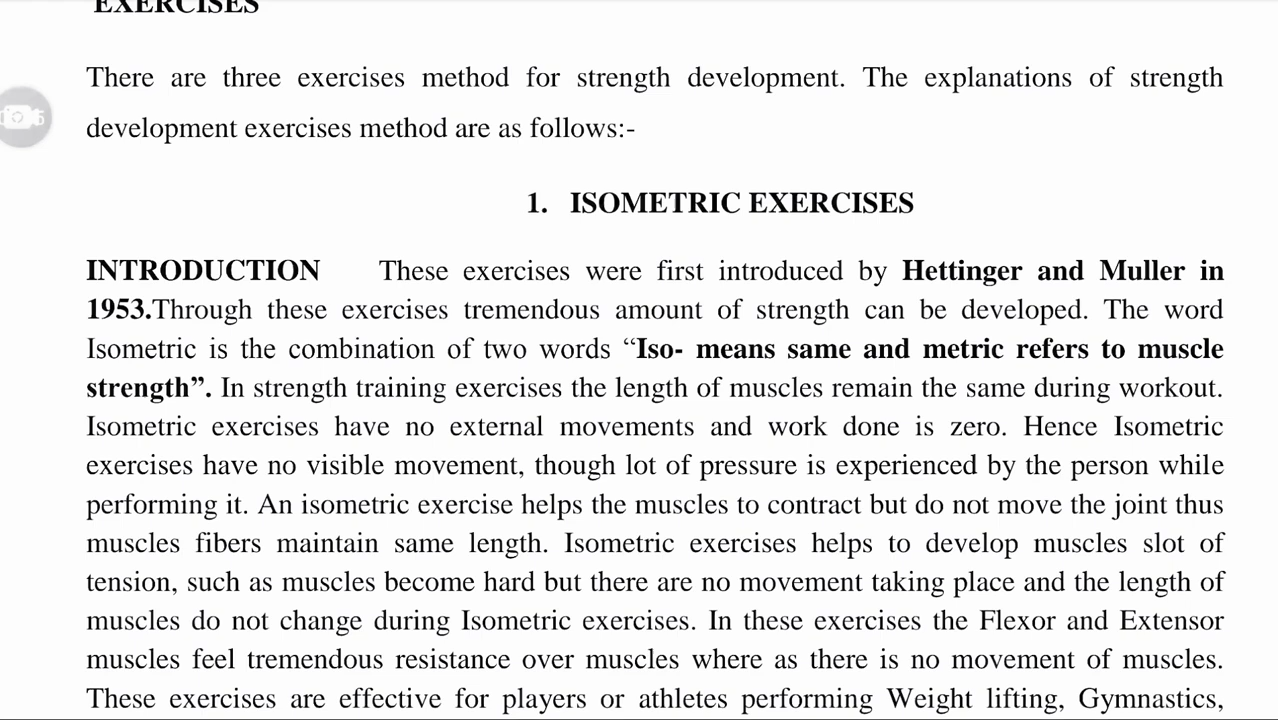 EXERCISES
There are three exercises method for strength development. The explanations of strength
development exercises method are as follows:-
1. ISOMETRIC EXERCISES
INTRODUCTION These exercises were first introduced by Hettinger and Muller in
1953.Through these exercises tremendous amount of strength can be developed. The word
Isometric is the combination of two words “Iso- means same and metric refers to muscle
strength”. In strength training exercises the length of muscles remain the same during workout.
Isometric exercises have no external movements and work done is zero. Hence Isometric
exercises have no visible movement, though lot of pressure is experienced by the person while
performing it. An isometric exercise helps the muscles to contract but do not move the joint thus
muscles fibers maintain same length. Isometric exercises helps to develop muscles slot of
tension, such as muscles become hard but there are no movement taking place and the length of
muscles do not change during Isometric exercises. In these exercises the Flexor and Extensor
muscles feel tremendous resistance over muscles where as there is no movement of muscles.
These exercises are effective for players or athletes performing Weight lifting, Gymnastics,